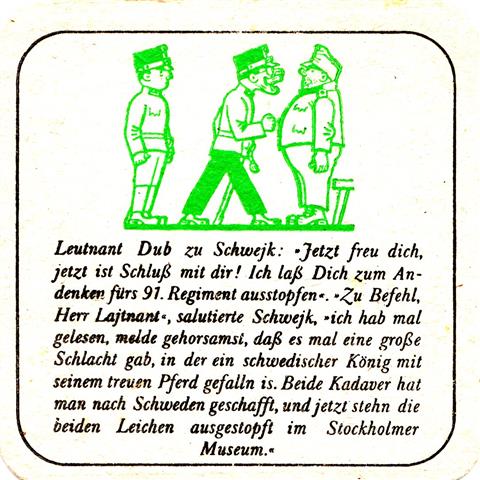 Leutnant Dub zu Schwejk: »Jetzt freu dich,
jetzt ist Schluß mit dir! Ich laß Dich zum An-
denken fürs 91. Regiment ausstopfen«. »Zu Befehl,
Herr Lajtnant«, salutierte Schwejk, »ich hab mal
gelesen, melde gehorsamst, daß es mal eine große
Schlacht gab, in der ein schwedischer König mit
seinem treuen Pferd gefalln is. Beide Kadaver hat
man nach Schweden geschafft, und jetzt stehn die
beiden Leichen ausgestopft im Stockholmer
Museum.«